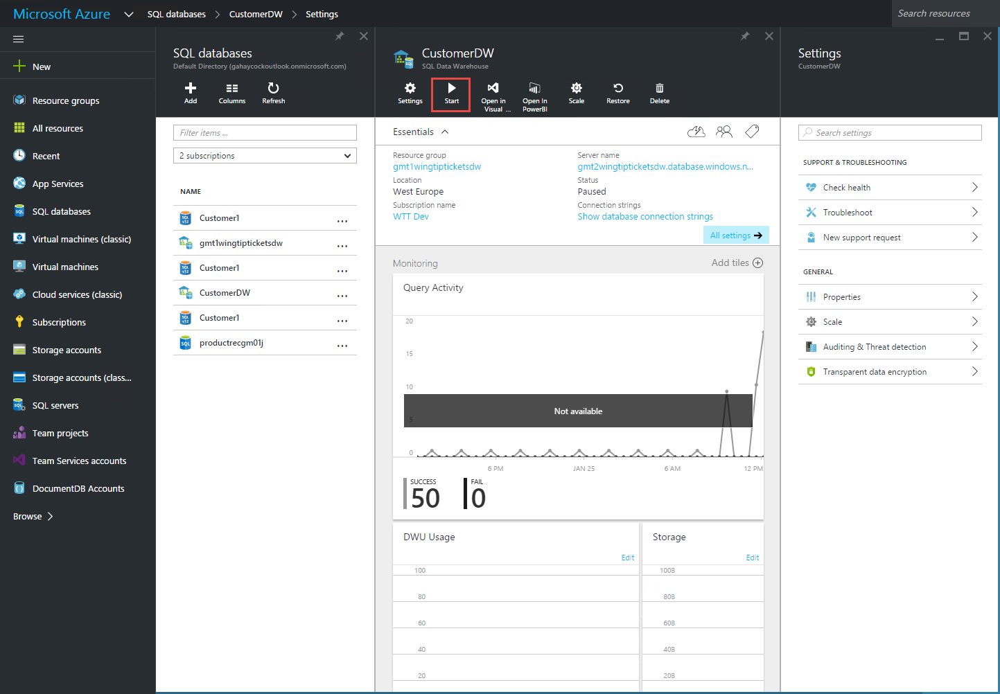 Microsoft Azure
SQL databases
CustomerDW
Settings
Search resources
New
Resource groups
All resources
Recent
App Services
SQL databases
Virtual machines (classic)
Virtual machines
Cloud services (classic)
Subscriptions
Storage accounts
Storage accounts (class...
SQL servers
Team projects
Team Services accounts
DocumentDB Accounts
Browse
SQL databases
Default Directory (gahaycockoutlook.onmicrosoft.com)
Add
Columns
Refresh
Filter items ...
2 subscriptions
NAME
Customer1
gmt1wingtipticketsdw
Customer1
CustomerDW
Customer1
productrecgm01j
CustomerDW
SQL Data Warehouse
Settings
Start
Open in
Visual ...
Open In
PowerBI
Scale
Restore
Delete
Essentials
Resource group
gmt1wingtipticketsdw
Location
West Europe
Subscription name
WTT Dev
Server name
gmt2wingtipticketsdw.database.windows.n...
Status
Paused
Connection strings
Show database connection strings
All settings
Monitoring
Add tiles
Query Activity
20
15
10
5
0
Not available
6 PM
JAN 25
6 AM
12 PM
SUCCESS
50
FAIL
0
DWU Usage
Edit
100
80
60
40
20
Storage
Edit
100B
80B
60B
40B
20B
Settings
CustomerDW
Search settings
SUPPORT & TROUBLESHOOTING
Check health
Troubleshoot
New support request
GENERAL
Properties
Scale
Auditing & Threat detection
Transparent data encryption